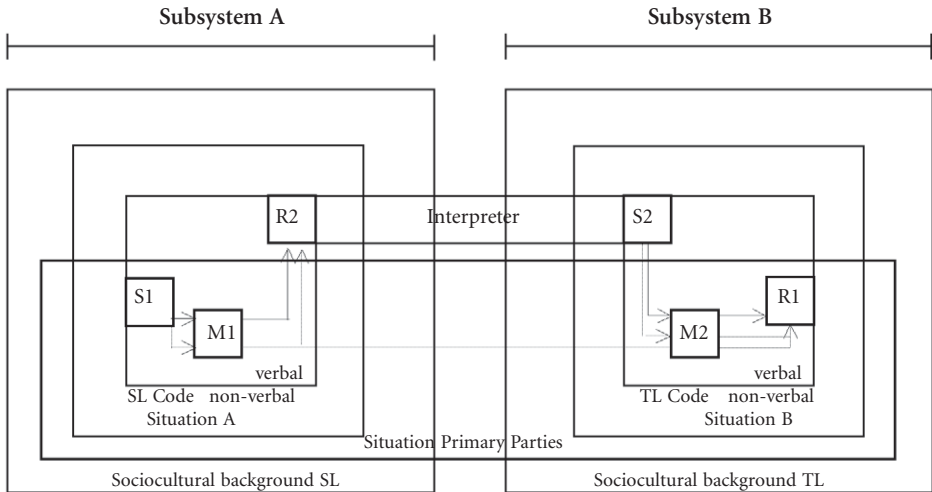 Subsystem A
Subsystem B
R2
Interpreter
S2
S1
R1
M1
M2
verbal
verbal
SL Code non-verbal
TL Code non-verbal
Situation A
Situation B
Situation Primary Parties
Sociocultural background SL
Sociocultural background TL